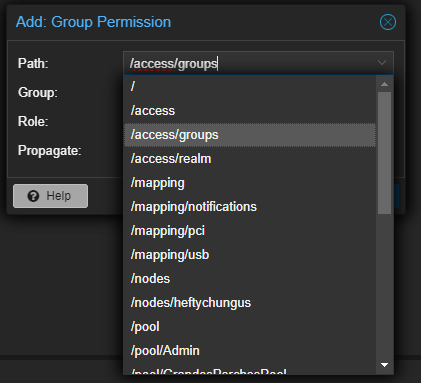 Add: Group Permission
Path: /access/groups
Group:
Role:
Propagate:
Help
/
/access
/access/groups
/access/realm
/mapping
/mapping/notifications
/mapping/pci
/mapping/usb
/nodes
/nodes/heftychungus
/pool
/pool/Admin